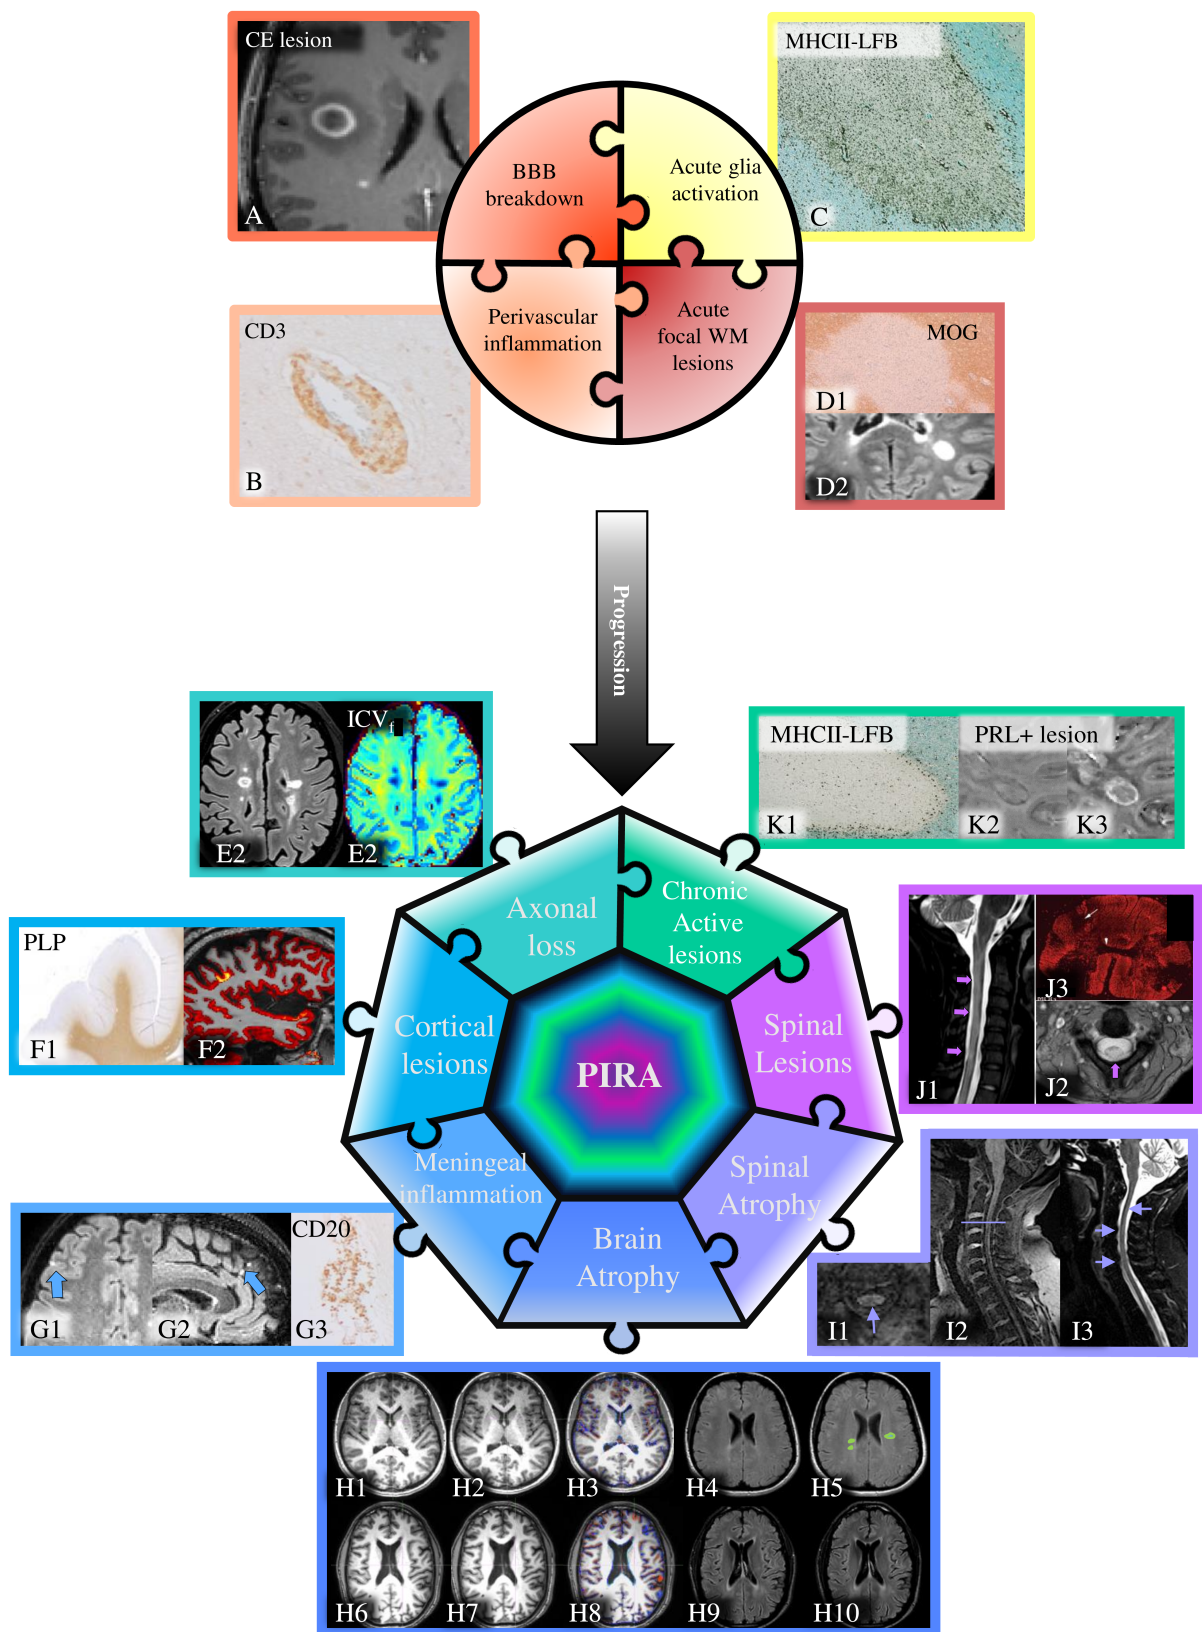 CE lesion
A
MHCII-LFB
C
BBB
breakdown
Acute glia
activation
Perivascular
inflammation
Acute
focal WM
lesions
CD3
B
MOG
D1
D2
Progression
ICVf
E2
E2
MHCII-LFB
PRL+ lesion
K1
K2
K3
Axonal
loss
Chronic
Active
lesions
PLP
F1
F2
Cortical
lesions
PIRA
Spinal
Lesions
J1
J3
J2
Meningeal
inflammation
Spinal
Atrophy
Brain
Atrophy
CD20
G1
G2
G3
I1
I2
I3
H1
H2
H3
H4
H5
H6
H7
H8
H9
H10